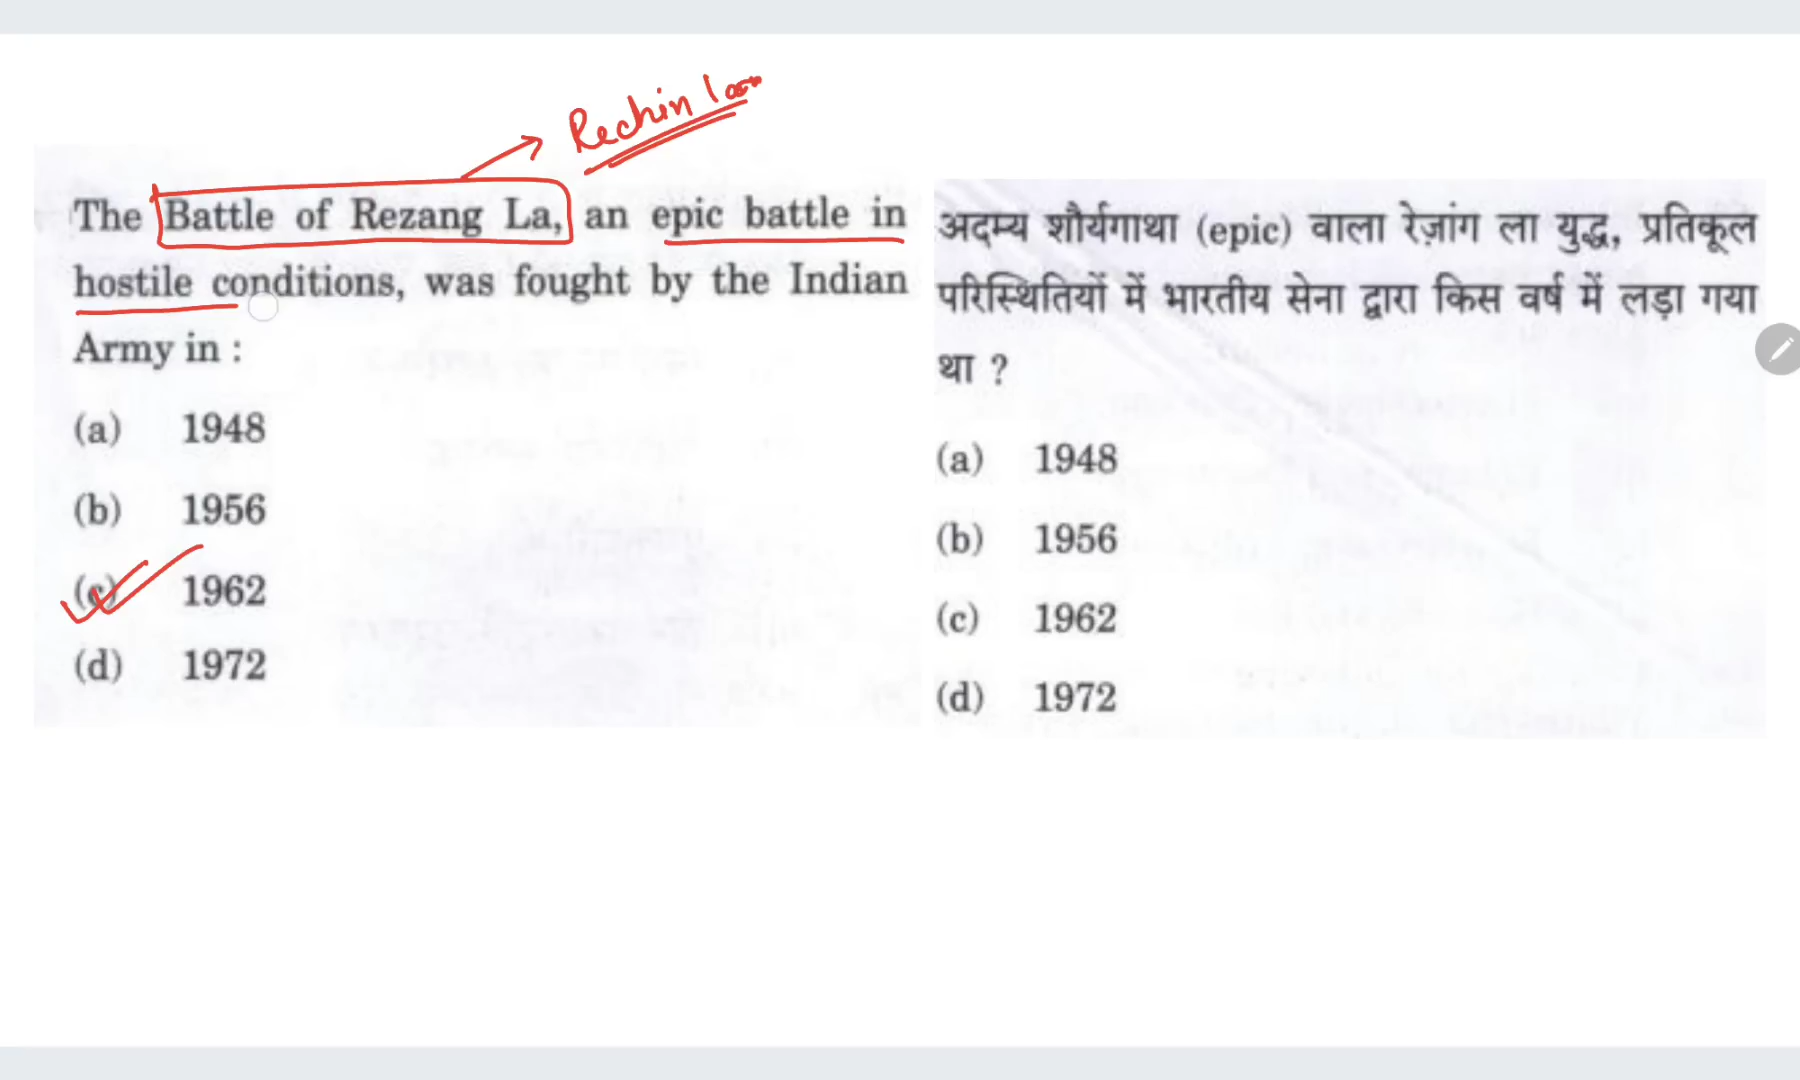 Rechin La
The Battle of Rezang La, an epic battle in
hostile conditions, was fought by the Indian
Army in :
(a) 1948
(b) 1956
(c) 1962
(d) 1972
अदम्य शौर्यगाथा (epic) वाला रेज़ांग ला युद्ध, प्रतिकूल
परिस्थितियों में भारतीय सेना द्वारा किस वर्ष में लड़ा गया
था ?
(a) 1948
(b) 1956
(c) 1962
(d) 1972